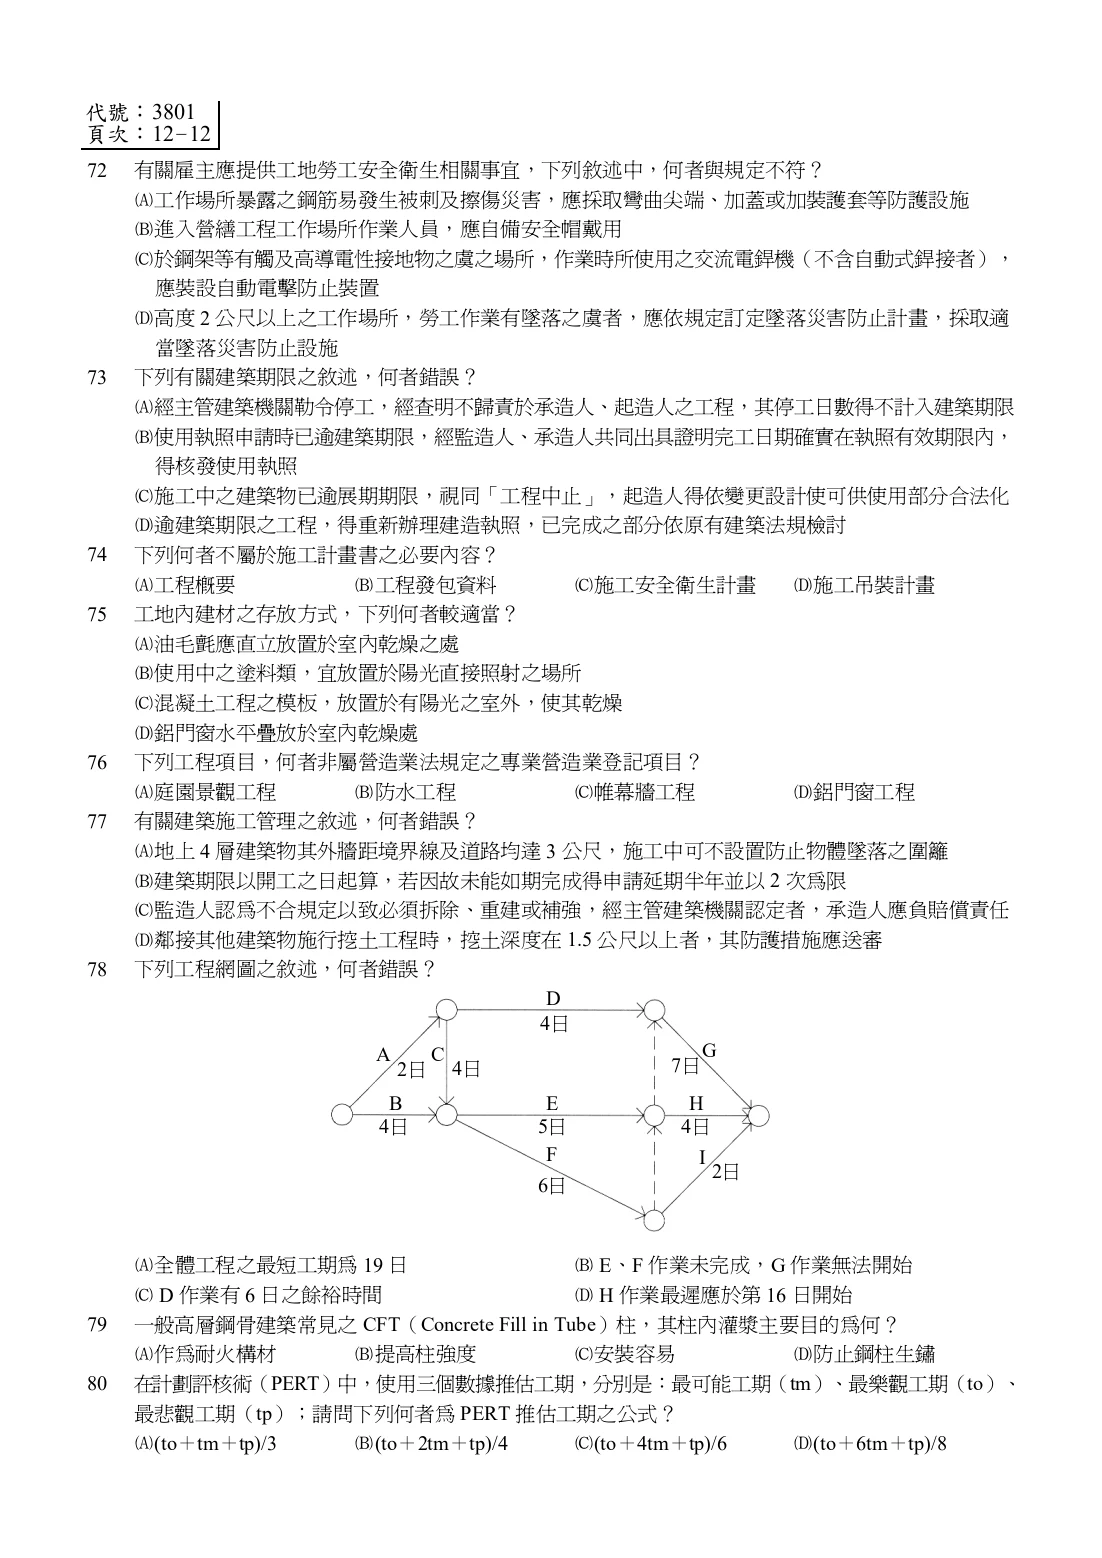 代號：3801
頁次：12－12
72 有關雇主應提供工地勞工安全衛生相關事宜，下列敘述中，何者與規定不符？
(A)工作場所暴露之鋼筋易發生被刺及擦傷災害，應採取彎曲尖端、加蓋或加裝護套等防護設施
(B)進入營繕工程工作場所作業人員，應自備安全帽戴用
(C)於鋼架等有觸及高導電性接地物之虞之場所，作業時所使用之交流電銲機（不含自動式銲接者），
應裝設自動電擊防止裝置
(D)高度 2 公尺以上之工作場所，勞工作業有墜落之虞者，應依規定訂定墜落災害防止計畫，採取適
當墜落災害防止設施
73 下列有關建築期限之敘述，何者錯誤？
(A)經主管建築機關勒令停工，經查明不歸責於承造人、起造人之工程，其停工日數得不計入建築期限
(B)使用執照申請時已逾建築期限，經監造人、承造人共同出具證明完工日期確實在執照有效期限內，
得核發使用執照
(C)施工中之建築物已逾展期期限，視同「工程中止」，起造人得依變更設計使可供使用部分合法化
(D)逾建築期限之工程，得重新辦理建造執照，已完成之部分依原有建築法規檢討
74 下列何者不屬於施工計畫書之必要內容？
(A)工程概要 (B)工程發包資料 (C)施工安全衛生計畫 (D)施工吊裝計畫
75 工地內建材之存放方式，下列何者較適當？
(A)油毛氈應直立放置於室內乾燥之處
(B)使用中之塗料類，宜放置於陽光直接照射之場所
(C)混凝土工程之模板，放置於有陽光之室外，使其乾燥
(D)鋁門窗水平疊放於室內乾燥處
76 下列工程項目，何者非屬營造業法規定之專業營造業登記項目？
(A)庭園景觀工程 (B)防水工程 (C)帷幕牆工程 (D)鋁門窗工程
77 有關建築施工管理之敘述，何者錯誤？
(A)地上 4 層建築物其外牆距境界線及道路均達 3 公尺，施工中可不設置防止物體墜落之圍籬
(B)建築期限以開工之日起算，若因故未能如期完成得申請延期半年並以 2 次為限
(C)監造人認為不合規定以致必須拆除、重建或補強，經主管建築機關認定者，承造人應負賠償責任
(D)鄰接其他建築物施行挖土工程時，挖土深度在 1.5 公尺以上者，其防護措施應送審
78 下列工程網圖之敘述，何者錯誤？
D
4日
A 2日 C 4日 7日 G
B E H
4日 5日 4日
F I 2日
6日
(A)全體工程之最短工期為 19 日 (B) E、F 作業未完成，G 作業無法開始
(C) D 作業有 6 日之餘裕時間 (D) H 作業最遲應於第 16 日開始
79 一般高層鋼骨建築常見之 CFT（Concrete Fill in Tube）柱，其柱內灌漿主要目的為何？
(A)作為耐火構材 (B)提高柱強度 (C)安裝容易 (D)防止鋼柱生鏽
80 在計劃評核術（PERT）中，使用三個數據推估工期，分別是：最可能工期（tm）、最樂觀工期（to）、
最悲觀工期（tp）；請問下列何者為 PERT 推估工期之公式？
(A)(to＋tm＋tp)/3 (B)(to＋2tm＋tp)/4 (C)(to＋4tm＋tp)/6 (D)(to＋6tm＋tp)/8